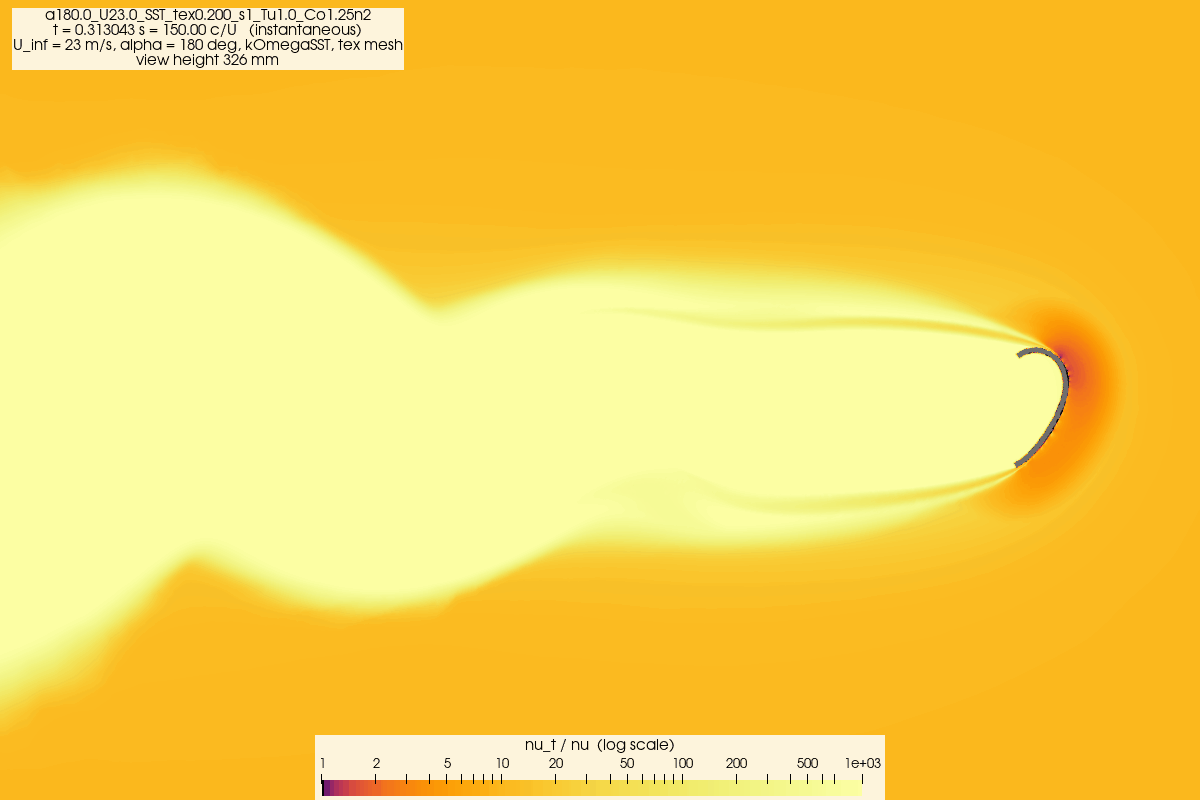 a180.0_U23.0_SST_tex0.200_s1_Tu1.0_Co1.25n2
t = 0.313043 s = 150.00 c/U (instantaneous)
U_inf = 23 m/s, alpha = 180 deg, kOmegaSST, tex mesh
view height 326 mm
nu_t / nu (log scale)
1 2 5 10 20 50 100 200 500 1e+03